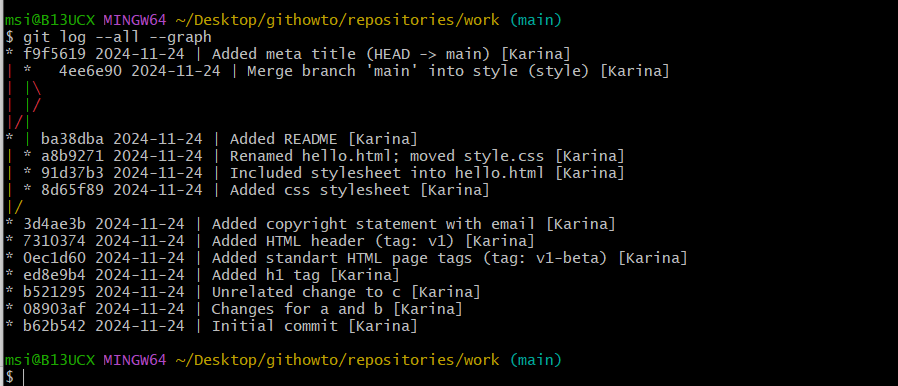 msi@B13UCX MINGW64 ~/Desktop/githowto/repositories/work (main)
$ git log --all --graph
* f9f5619 2024-11-24 | Added meta title (HEAD -> main) [Karina]
| *   4ee6e90 2024-11-24 | Merge branch 'main' into style (style) [Karina]
| |\
| |/
|/|
* | ba38dba 2024-11-24 | Added README [Karina]
| * a8b9271 2024-11-24 | Renamed hello.html; moved style.css [Karina]
| * 91d37b3 2024-11-24 | Included stylesheet into hello.html [Karina]
| * 8d65f89 2024-11-24 | Added css stylesheet [Karina]
|/
* 3d4ae3b 2024-11-24 | Added copyright statement with email [Karina]
* 7310374 2024-11-24 | Added HTML header (tag: v1) [Karina]
* 0ec1d60 2024-11-24 | Added standart HTML page tags (tag: v1-beta) [Karina]
* ed8e9b4 2024-11-24 | Added h1 tag [Karina]
* b521295 2024-11-24 | Unrelated change to c [Karina]
* 08903af 2024-11-24 | Changes for a and b [Karina]
* b62b542 2024-11-24 | Initial commit [Karina]
msi@B13UCX MINGW64 ~/Desktop/githowto/repositories/work (main)
$